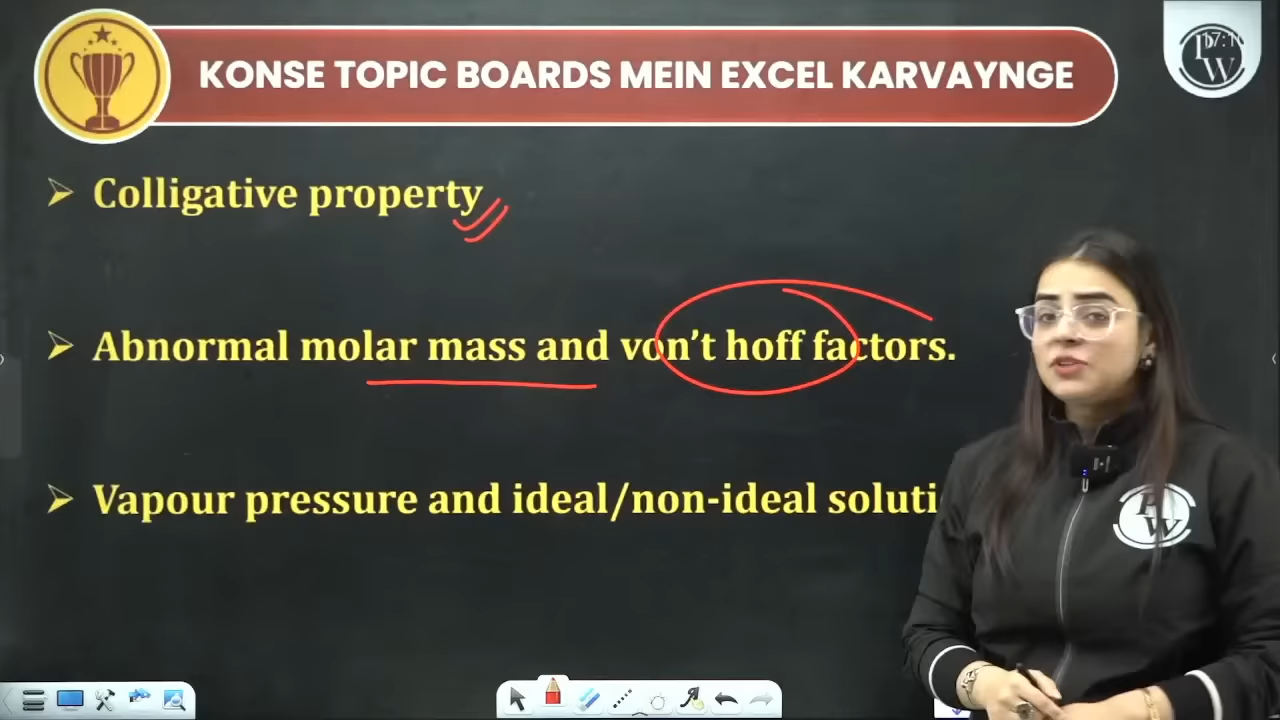 KONSE TOPIC BOARDS MEIN EXCEL KARVAYNGE
Colligative property
Abnormal molar mass and von't hoff factors.
Vapour pressure and ideal/non-ideal soluti
PW